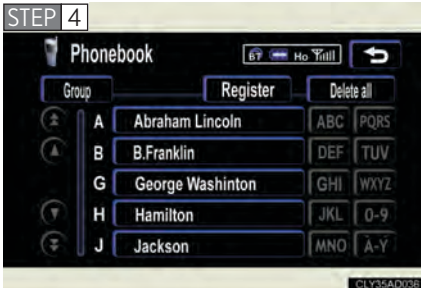 STEP 4
Phonebook BT Ho
Group Register Delete all
A Abraham Lincoln ABC PQRS
B B.Franklin DEF TUV
G George Washinton GHI WXYZ
H Hamilton JKL 0-9
J Jackson MNO À-Ý
CLY35AD036